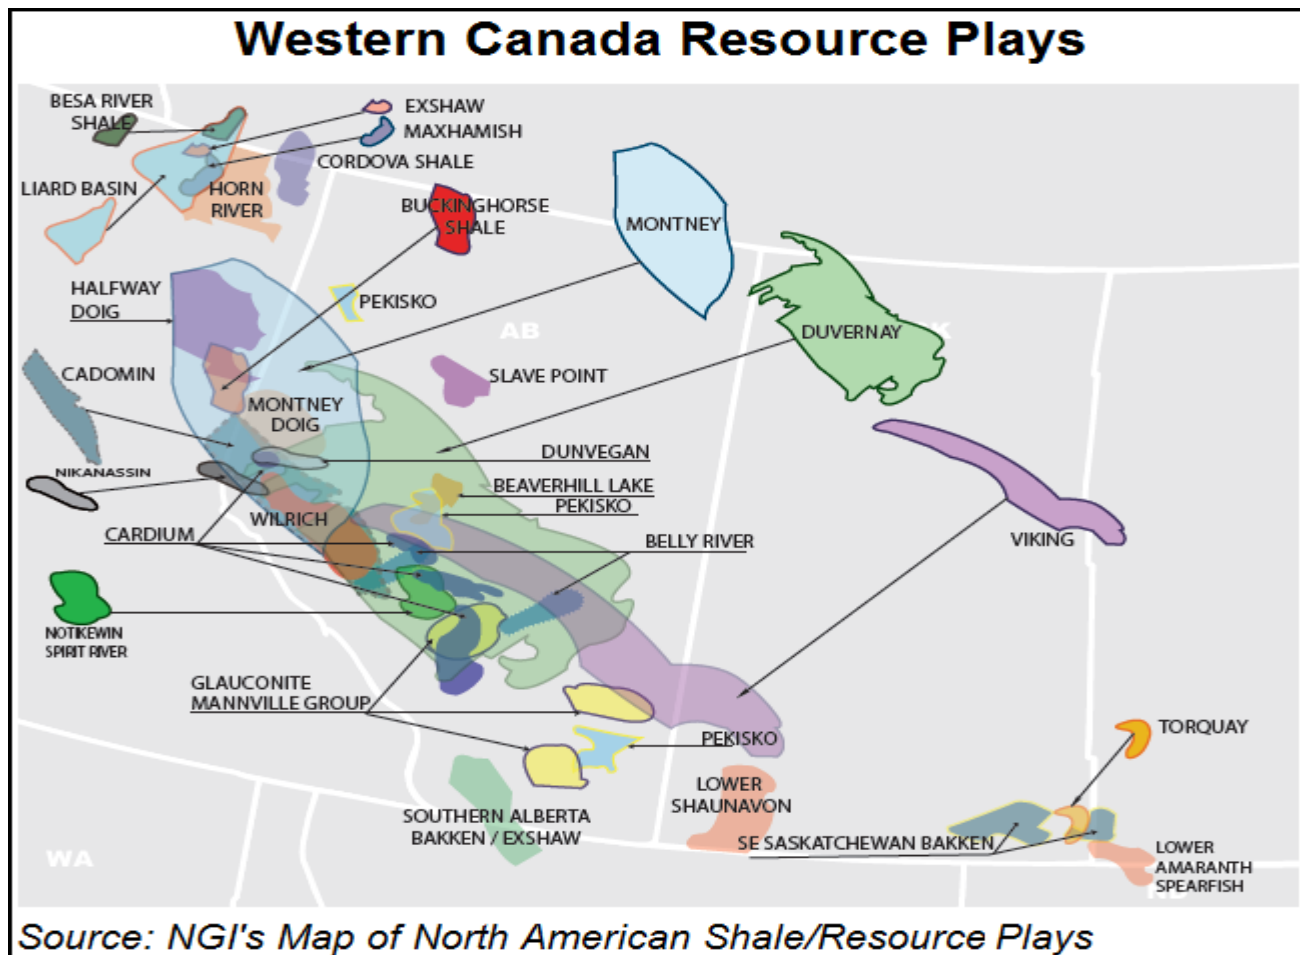 Western Canada Resource Plays
BESA RIVER
SHALE
EXSHAW
MAXHAMISH
CORDOVA SHALE
LIARD BASIN
HORN
RIVER
BUCKINGHORSE
SHALE
MONTNEY
HALFWAY
DOIG
PEKISKO
AB
DUVERNAY
SK
CADOMIN
SLAVE POINT
MONTNEY
DOIG
DUNVEGAN
NIKANASSIN
BEAVERHILL LAKE
PEKISKO
WILRICH
CARDIUM
BELLY RIVER
VIKING
NOTIKEWIN
SPIRIT RIVER
GLAUCONITE
MANNVILLE GROUP
PEKISKO
TORQUAY
LOWER
SHAUNAVON
SOUTHERN ALBERTA
BAKKEN / EXSHAW
SE SASKATCHEWAN BAKKEN
WA
LOWER
AMARANTH
SPEARFISH
ND
Source: NGI's Map of North American Shale/Resource Plays